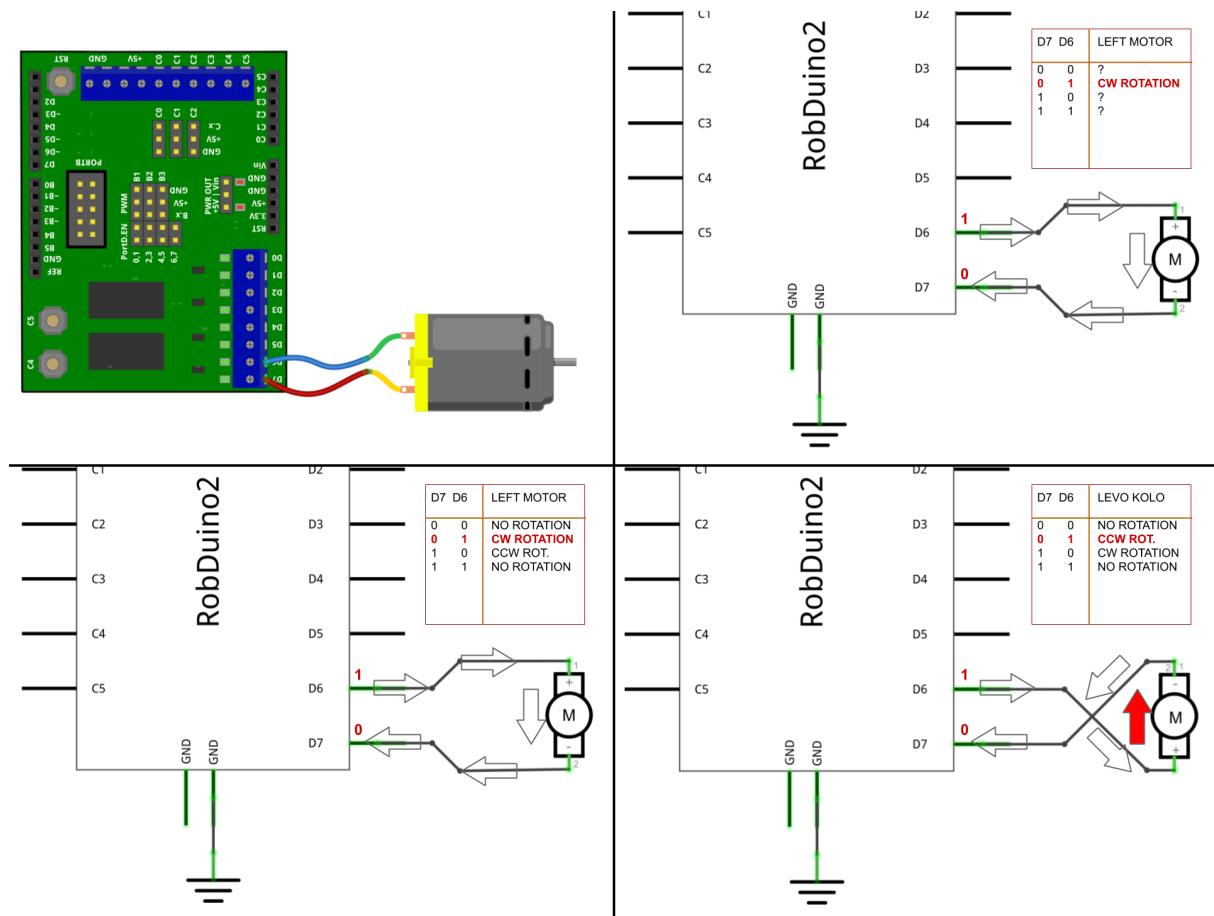 RST GND +5V C0 C1 C2 C3 C4 C5
C5
C4
C3
C2
C1
C0
D2
~D3
D4
~D5
~D6
D7
C0 C1 C2
C.x
+5V
GND
PORTB
B0
~B1
~B2
~B3
B4
B5
GND
REF
PWM B1 B2 B3
GND
+5V
B.x
PortD.EN 0,1 2,3 4,5 6,7
PWR OUT
+5V | Vin
Vin
GND
GND
+5V
3.3V
RST
D0
D1
D2
D3
D4
D5
D7
C5
C4
C1 D2
C2 D3
C3 D4
C4 D5
C5 D6
D7
RobDuino2
GND GND
1
0
1
+
M
-
2
D7 D6 LEFT MOTOR
0 0 ?
0 1 CW ROTATION
1 0 ?
1 1 ?
C1 D2
C2 D3
C3 D4
C4 D5
C5 D6
D7
RobDuino2
GND GND
1
0
1
+
M
-
2
D7 D6 LEFT MOTOR
0 0 NO ROTATION
0 1 CW ROTATION
1 0 CCW ROT.
1 1 NO ROTATION
C1 D2
C2 D3
C3 D4
C4 D5
C5 D6
D7
RobDuino2
GND GND
1
0
2 1
-
M
+
D7 D6 LEVO KOLO
0 0 NO ROTATION
0 1 CCW ROT.
1 0 CW ROTATION
1 1 NO ROTATION